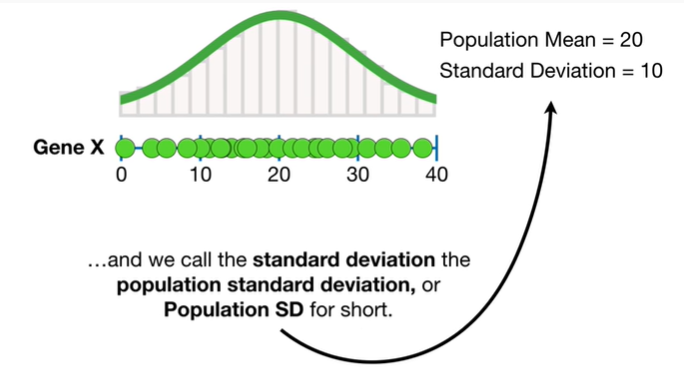 Population Mean = 20
Standard Deviation = 10
Gene X
0 10 20 30 40
...and we call the standard deviation the
population standard deviation, or
Population SD for short.